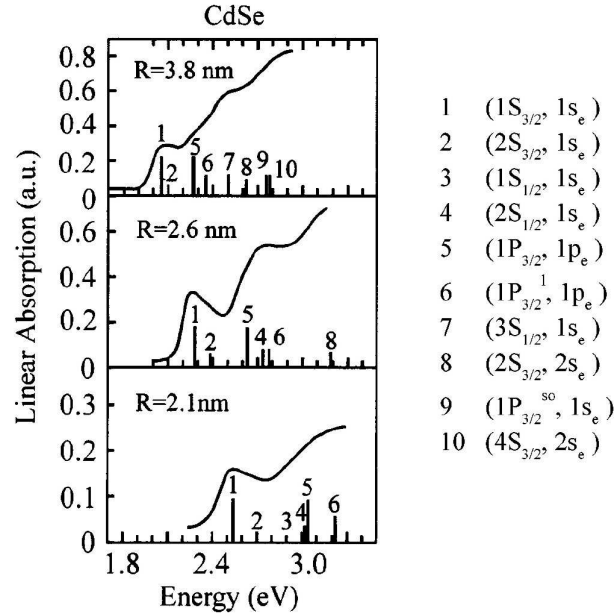 CdSe
Linear Absorption (a.u.)
0.8
0.6
0.4
0.2
0
R=3.8 nm
1
2
5
6
7
8
9
10
0.6
0.4
0.2
0
R=2.6 nm
1
2
5
4
6
8
0.3
0.2
0.1
0
R=2.1nm
1
2
3
4
5
6
1.8
2.4
3.0
Energy (eV)
1 (1S3/2, 1se)
2 (2S3/2, 1se)
3 (1S1/2, 1se)
4 (2S1/2, 1se)
5 (1P3/2, 1pe)
6 (1P3/2^1, 1pe)
7 (3S1/2, 1se)
8 (2S3/2, 2se)
9 (1P3/2^so, 1se)
10 (4S3/2, 2se)